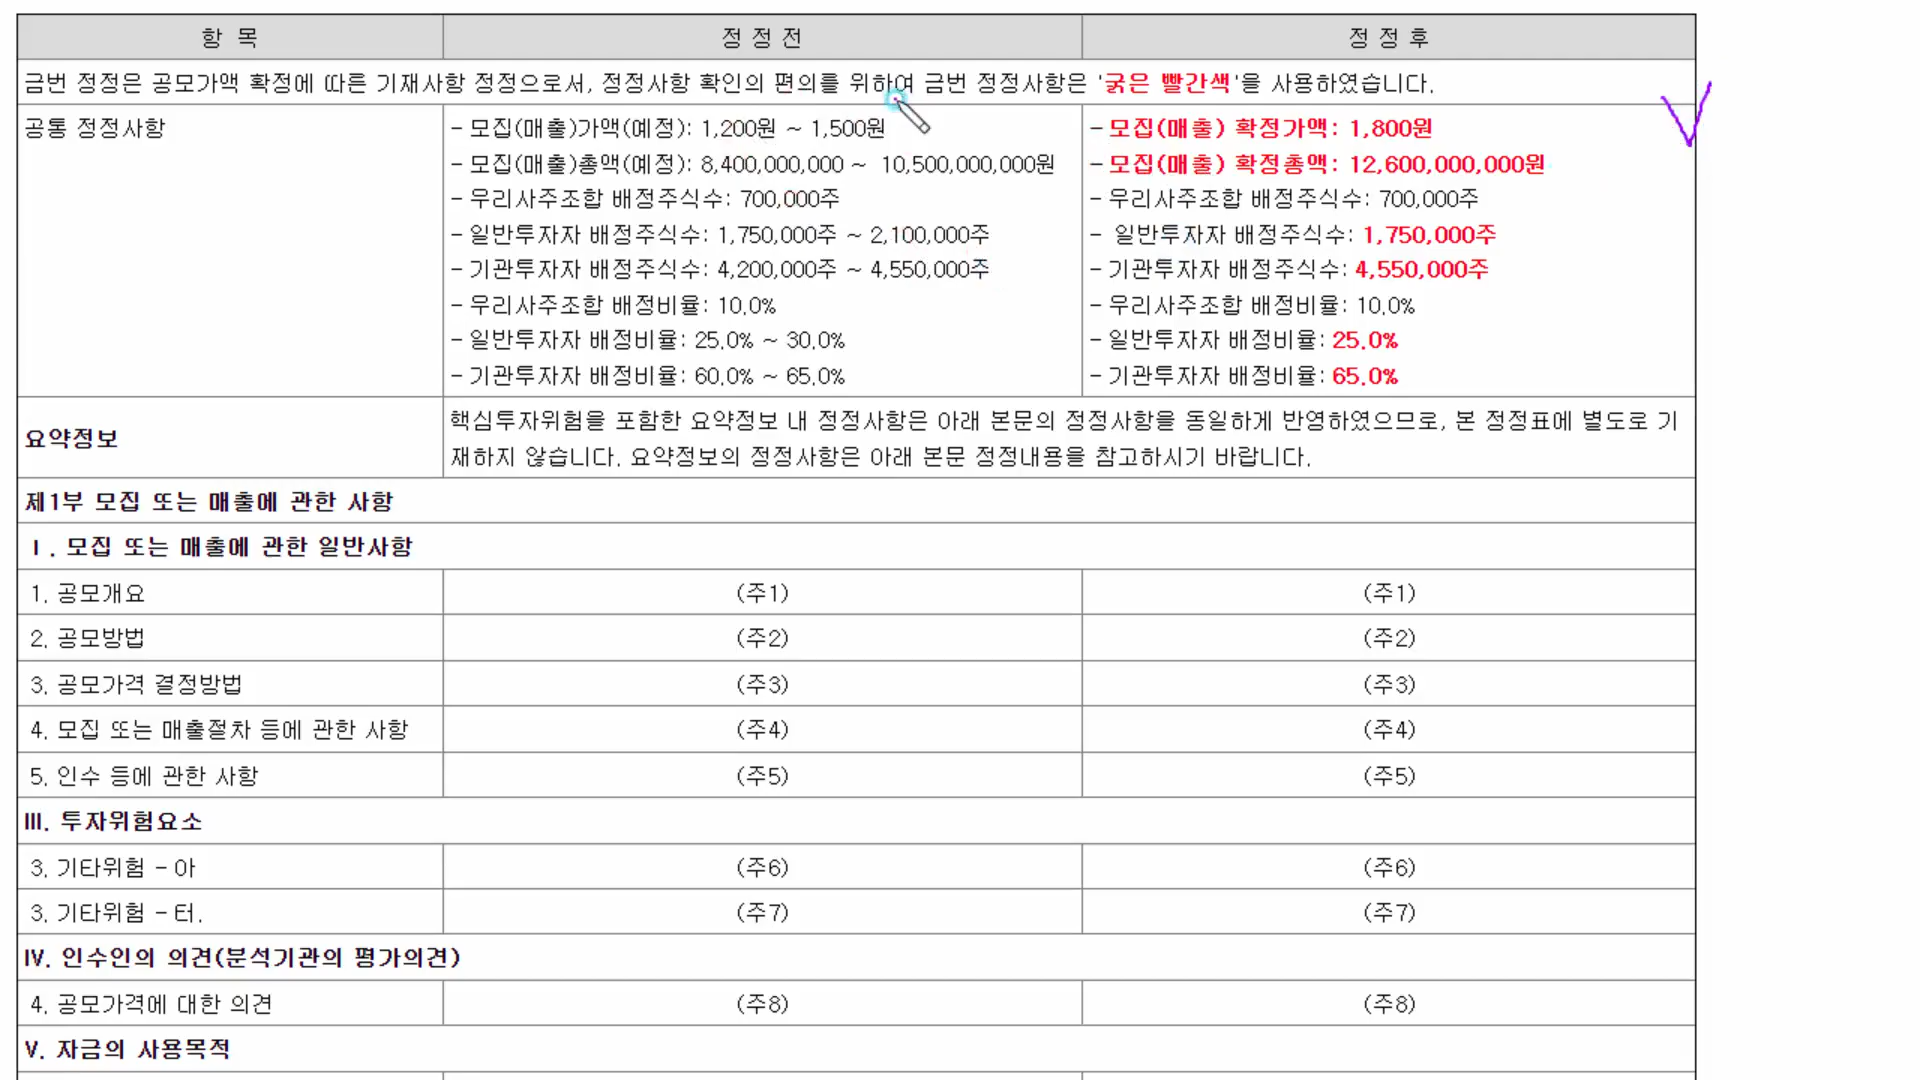 항 목 정 정 전 정 정 후
금번 정정은 공모가액 확정에 따른 기재사항 정정으로서, 정정사항 확인의 편의를 위하여 금번 정정사항은 '굵은 빨간색'을 사용하였습니다.
공통 정정사항
- 모집(매출)가액(예정): 1,200원 ~ 1,500원
- 모집(매출)총액(예정): 8,400,000,000 ~ 10,500,000,000원
- 우리사주조합 배정주식수: 700,000주
- 일반투자자 배정주식수: 1,750,000주 ~ 2,100,000주
- 기관투자자 배정주식수: 4,200,000주 ~ 4,550,000주
- 우리사주조합 배정비율: 10.0%
- 일반투자자 배정비율: 25.0% ~ 30.0%
- 기관투자자 배정비율: 60.0% ~ 65.0%
- 모집(매출) 확정가액: 1,800원
- 모집(매출) 확정총액: 12,600,000,000원
- 우리사주조합 배정주식수: 700,000주
- 일반투자자 배정주식수: 1,750,000주
- 기관투자자 배정주식수: 4,550,000주
- 우리사주조합 배정비율: 10.0%
- 일반투자자 배정비율: 25.0%
- 기관투자자 배정비율: 65.0%
요약정보
핵심투자위험을 포함한 요약정보 내 정정사항은 아래 본문의 정정사항을 동일하게 반영하였으므로, 본 정정표에 별도로 기
재하지 않습니다. 요약정보의 정정사항은 아래 본문 정정내용을 참고하시기 바랍니다.
제1부 모집 또는 매출에 관한 사항
Ⅰ. 모집 또는 매출에 관한 일반사항
1. 공모개요 (주1) (주1)
2. 공모방법 (주2) (주2)
3. 공모가격 결정방법 (주3) (주3)
4. 모집 또는 매출절차 등에 관한 사항 (주4) (주4)
5. 인수 등에 관한 사항 (주5) (주5)
Ⅲ. 투자위험요소
3. 기타위험 - 아 (주6) (주6)
3. 기타위험 - 터. (주7) (주7)
Ⅳ. 인수인의 의견(분석기관의 평가의견)
4. 공모가격에 대한 의견 (주8) (주8)
Ⅴ. 자금의 사용목적